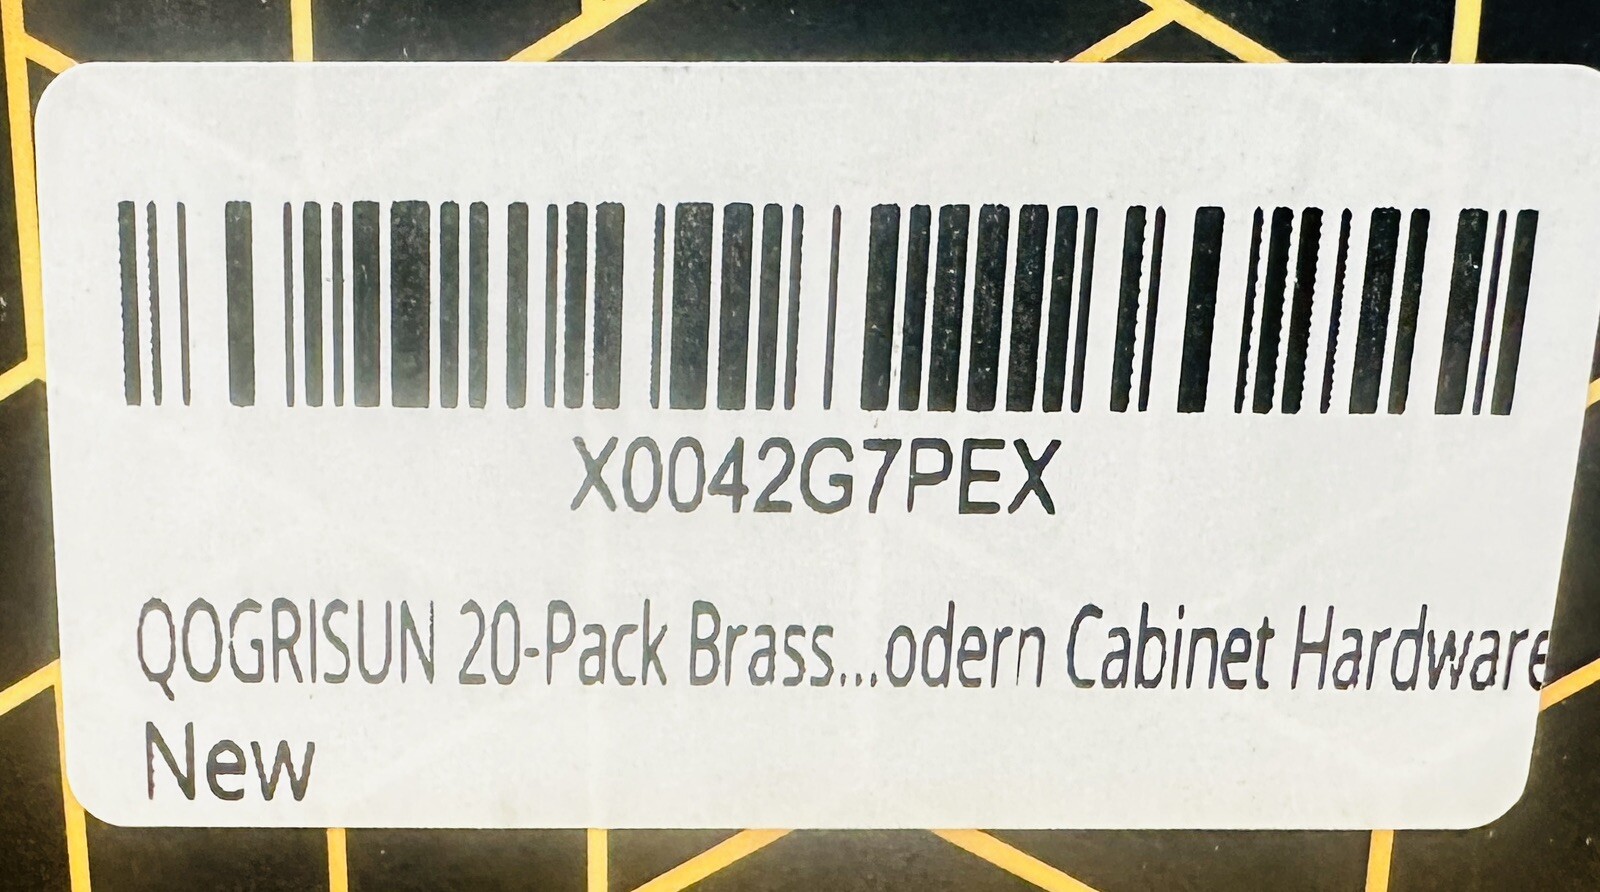 X0042G7PEX
QOGRISUN 20-Pack Brass...odern Cabinet Hardware
New